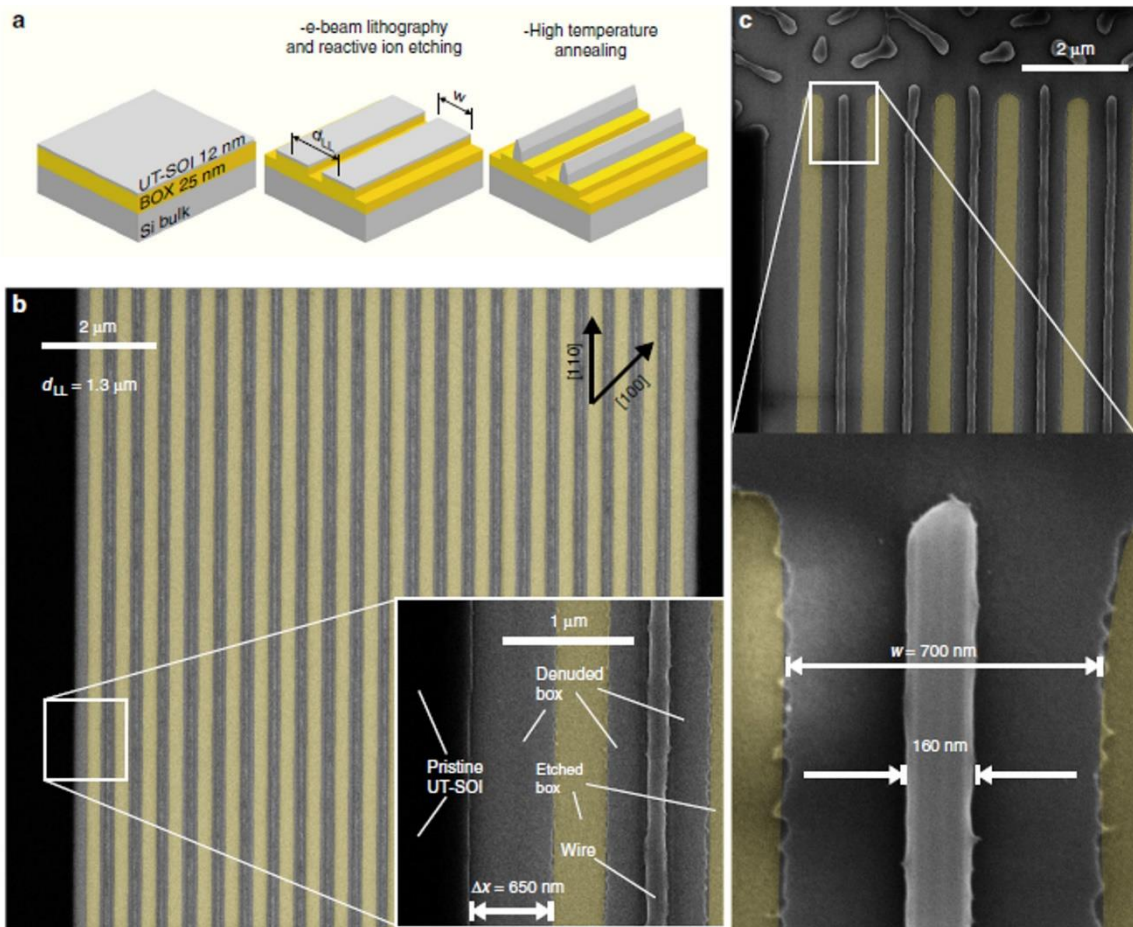 a
-e-beam lithography
and reactive ion etching
-High temperature
annealing
w
d_LL
UT-SOI 12 nm
BOX 25 nm
Si bulk
b
2 μm
d_LL = 1.3 μm
[110]
[100]
1 μm
Denuded
box
Pristine
UT-SOI
Etched
box
Wire
Δx = 650 nm
c
2 μm
w = 700 nm
160 nm